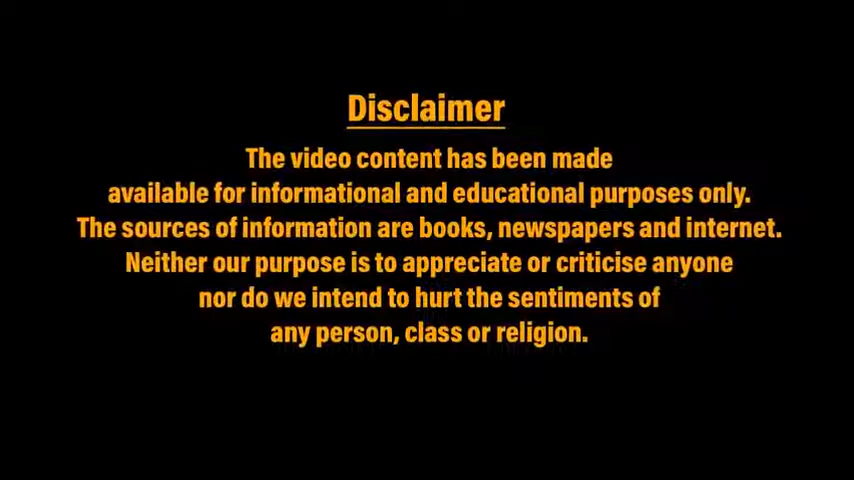 Disclaimer
The video content has been made
available for informational and educational purposes only.
The sources of information are books, newspapers and internet.
Neither our purpose is to appreciate or criticise anyone
nor do we intend to hurt the sentiments of
any person, class or religion.